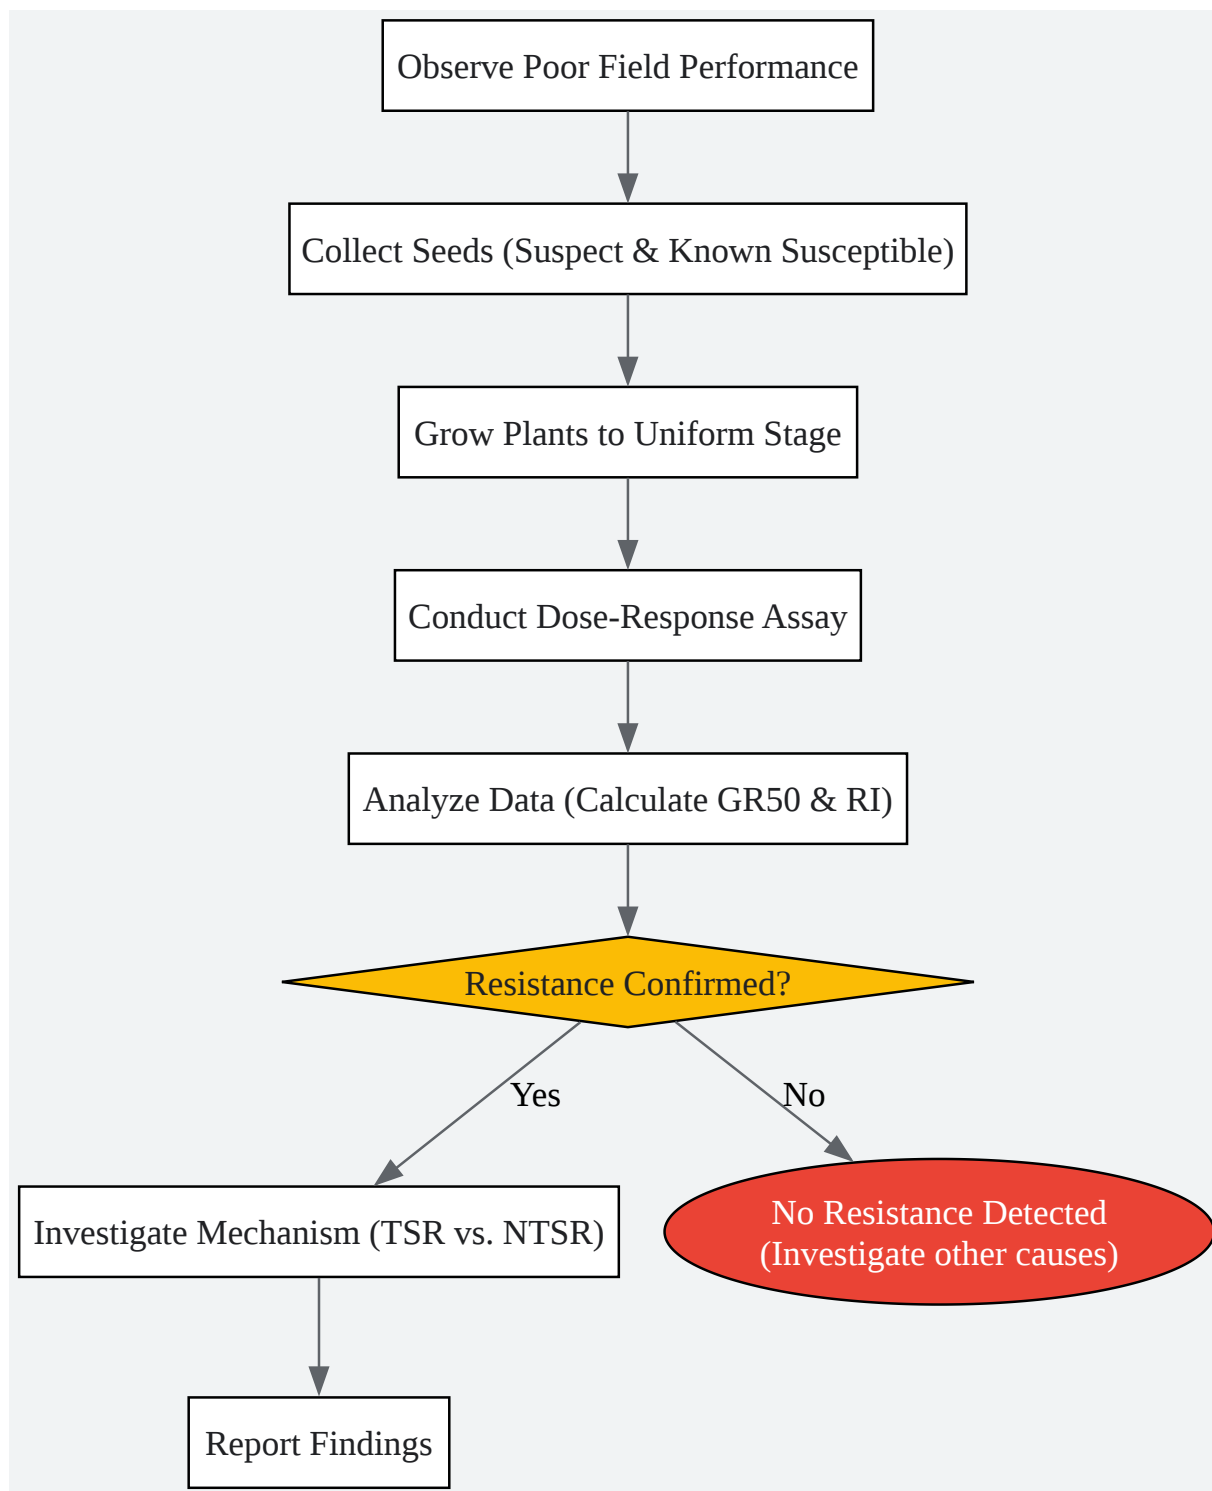 Observe Poor Field Performance
Collect Seeds (Suspect & Known Susceptible)
Grow Plants to Uniform Stage
Conduct Dose-Response Assay
Analyze Data (Calculate GR50 & RI)
Resistance Confirmed?
Yes
No
Investigate Mechanism (TSR vs. NTSR)
No Resistance Detected
(Investigate other causes)
Report Findings